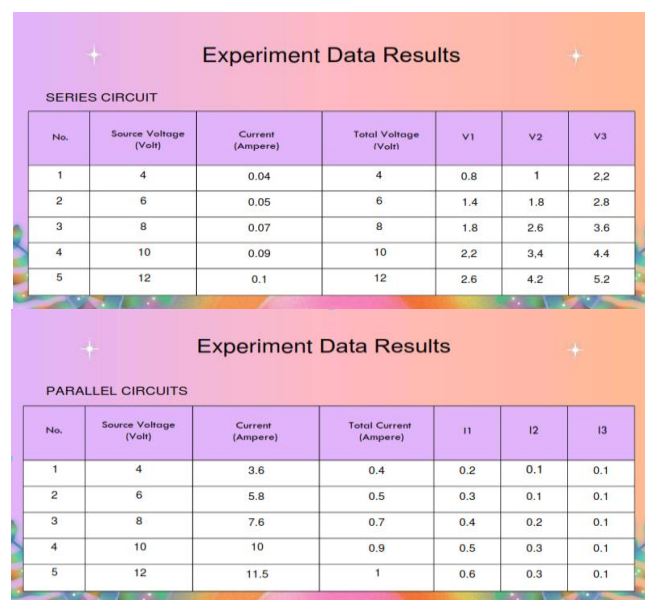 Experiment Data Results
SERIES CIRCUIT
No. Source Voltage (Volt) Current (Ampere) Total Voltage (Volt) V1 V2 V3
1 4 0.04 4 0.8 1 2,2
2 6 0.05 6 1.4 1.8 2.8
3 8 0.07 8 1.8 2.6 3.6
4 10 0.09 10 2,2 3,4 4.4
5 12 0.1 12 2.6 4.2 5.2
Experiment Data Results
PARALLEL CIRCUITS
No. Source Voltage (Volt) Current (Ampere) Total Current (Ampere) I1 I2 I3
1 4 3.6 0.4 0.2 0.1 0.1
2 6 5.8 0.5 0.3 0.1 0.1
3 8 7.6 0.7 0.4 0.2 0.1
4 10 10 0.9 0.5 0.3 0.1
5 12 11.5 1 0.6 0.3 0.1